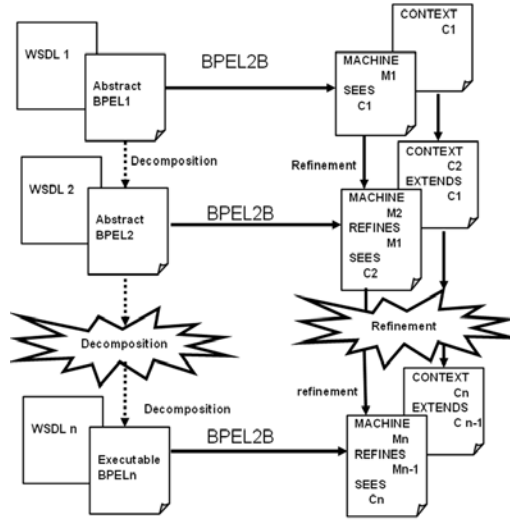 CONTEXT
C1
WSDL 1
BPEL2B
MACHINE
M1
SEES
C1
Abstract
BPEL1
Decomposition
Refinement
CONTEXT
C2
EXTENDS
C1
WSDL 2
Abstract
BPEL2
BPEL2B
MACHINE
M2
REFINES
M1
SEES
C2
Decomposition
Refinement
CONTEXT
Cn
EXTENDS
C n-1
Decomposition
refinement
WSDL n
BPEL2B
MACHINE
Mn
REFINES
Mn-1
SEES
Cn
Executable
BPELn